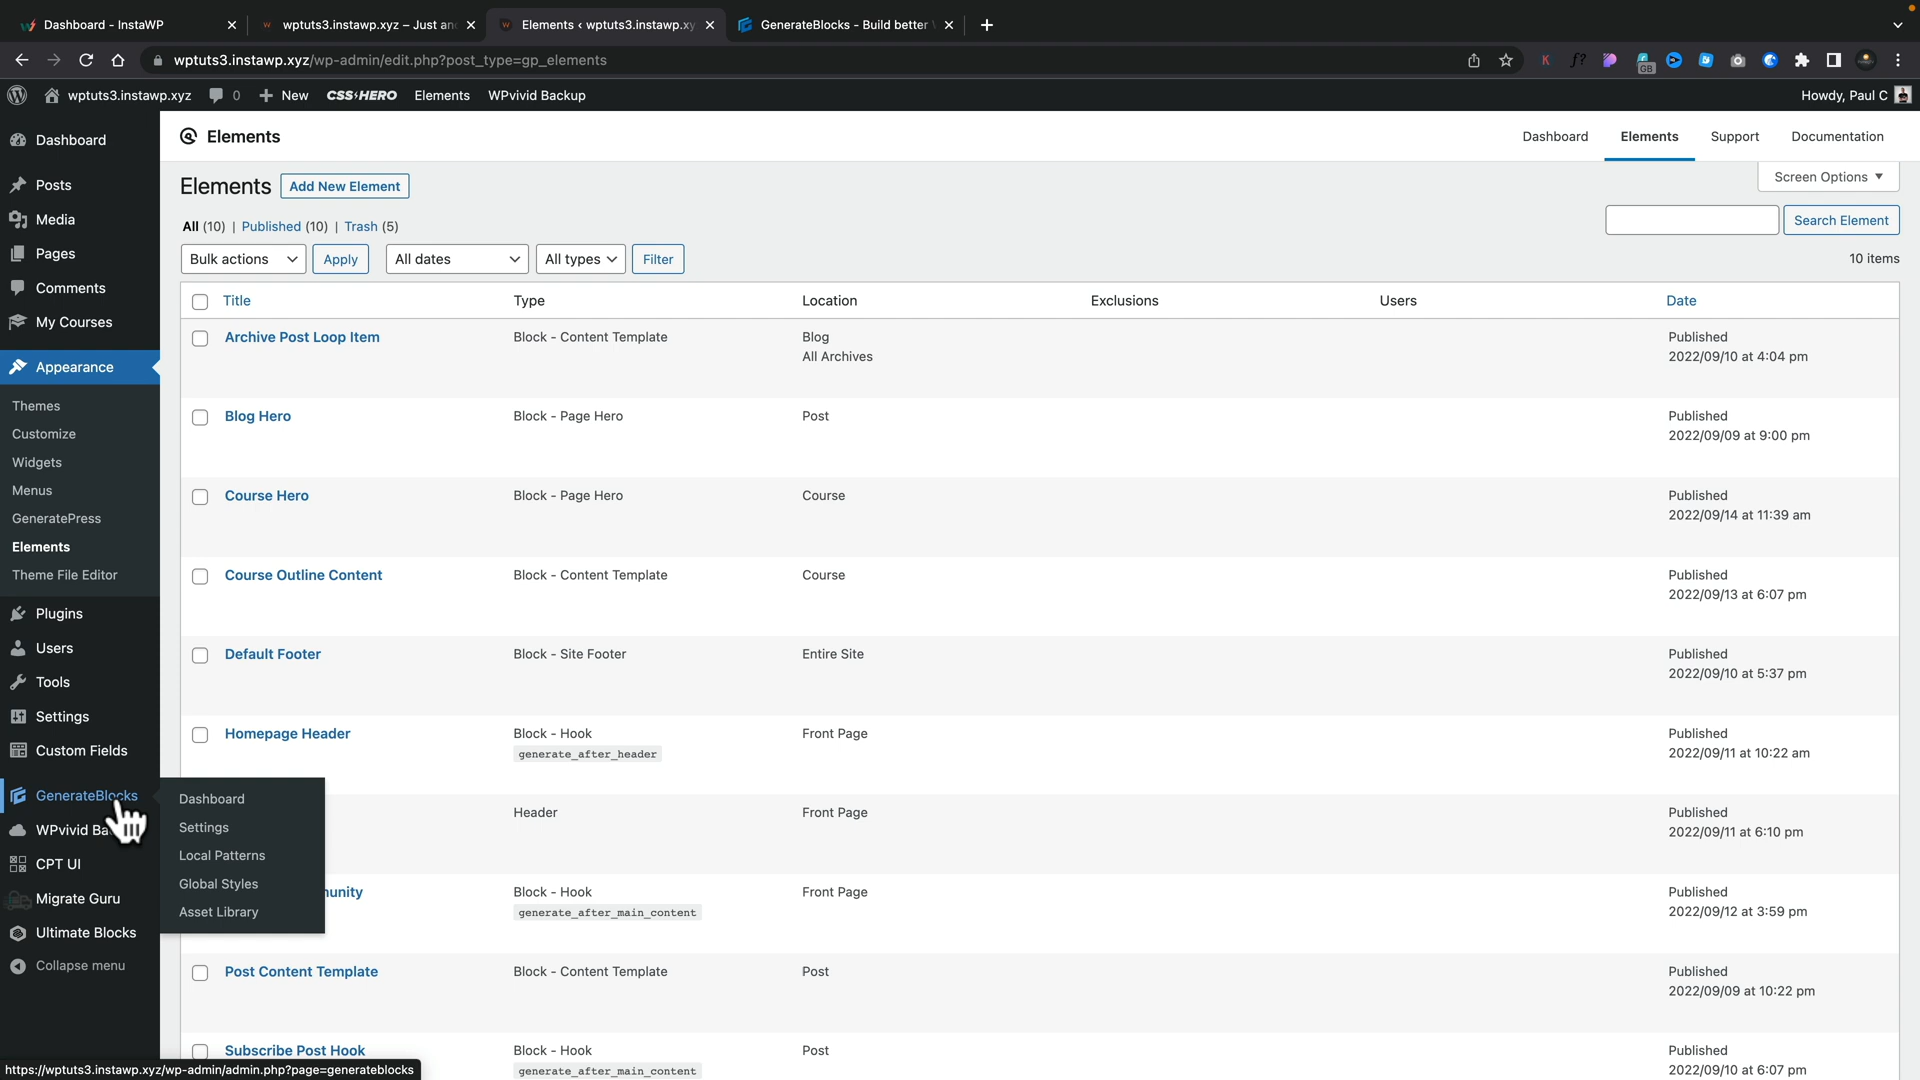 Dashboard - InstaWP
wptuts3.instawp.xyz – Just an
Elements ‹ wptuts3.instawp.xy
GenerateBlocks - Build better
wptuts3.instawp.xyz/wp-admin/edit.php?post_type=gp_elements
wptuts3.instawp.xyz
0
New
CSS HERO
Elements
WPvivid Backup
Howdy, Paul C
Dashboard
Posts
Media
Pages
Comments
My Courses
Appearance
Themes
Customize
Widgets
Menus
GeneratePress
Elements
Theme File Editor
Plugins
Users
Tools
Settings
Custom Fields
GenerateBlocks
WPvivid Ba
CPT UI
Migrate Guru
Ultimate Blocks
Collapse menu
Dashboard
Settings
Local Patterns
Global Styles
Asset Library
Elements
Dashboard Elements Support Documentation
Elements Add New Element
Screen Options
All (10) | Published (10) | Trash (5)
Search Element
Bulk actions Apply All dates All types Filter
10 items
Title Type Location Exclusions Users Date
Archive Post Loop Item Block - Content Template Blog Published
All Archives 2022/09/10 at 4:04 pm
Blog Hero Block - Page Hero Post Published
2022/09/09 at 9:00 pm
Course Hero Block - Page Hero Course Published
2022/09/14 at 11:39 am
Course Outline Content Block - Content Template Course Published
2022/09/13 at 6:07 pm
Default Footer Block - Site Footer Entire Site Published
2022/09/10 at 5:37 pm
Homepage Header Block - Hook Front Page Published
generate_after_header 2022/09/11 at 10:22 am
Header Front Page Published
2022/09/11 at 6:10 pm
unity Block - Hook Front Page Published
generate_after_main_content 2022/09/12 at 3:59 pm
Post Content Template Block - Content Template Post Published
2022/09/09 at 10:22 pm
Subscribe Post Hook Block - Hook Post Published
generate_after_main_content 2022/09/10 at 6:07 pm
https://wptuts3.instawp.xyz/wp-admin/admin.php?page=generateblocks